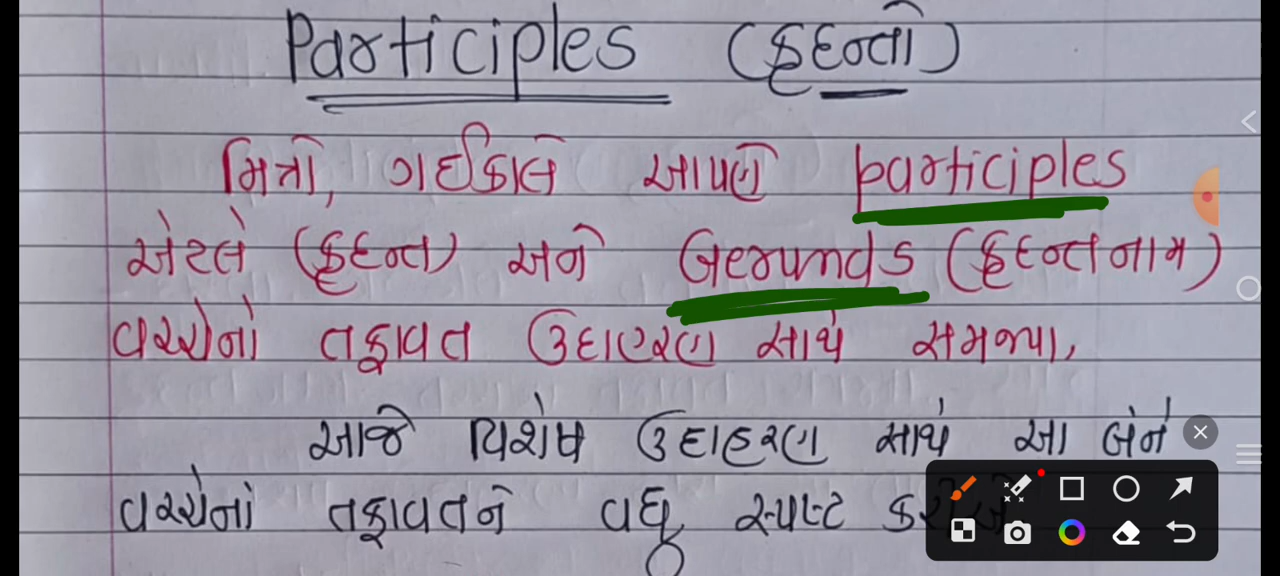 Participles (કૃદન્તો)
મિત્રો, ગઈકાલે આપણે participles
એટલે (કૃદન્ત) અને Gerunds (કૃદન્તનામ)
વચ્ચેનો તફાવત ઉદાહરણ સાથે સમજ્યા,
આજે વિશેષ ઉદાહરણ સાથે આ બંને
વચ્ચેનાં તફાવતને વધુ સ્પષ્ટ